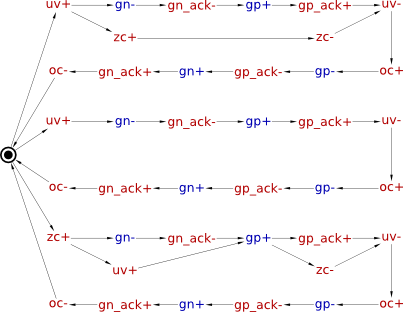 uv+ gn- gn_ack- gp+ gp_ack+ uv-
zc+ zc-
oc- gn_ack+ gn+ gp_ack- gp- oc+
uv+ gn- gn_ack- gp+ gp_ack+ uv-
oc- gn_ack+ gn+ gp_ack- gp- oc+
zc+ gn- gn_ack- gp+ gp_ack+ uv-
uv+ zc-
oc- gn_ack+ gn+ gp_ack- gp- oc+